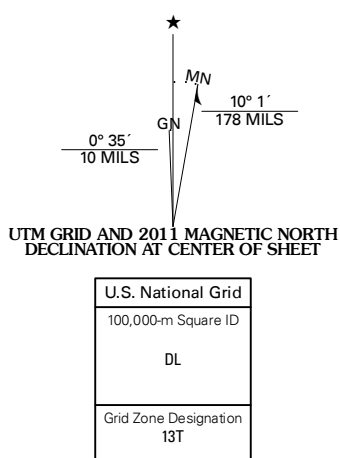 ★
MN
GN
10° 1´
178 MILS
0° 35´
10 MILS
UTM GRID AND 2011 MAGNETIC NORTH
DECLINATION AT CENTER OF SHEET
U.S. National Grid
100,000-m Square ID
DL
Grid Zone Designation
13T